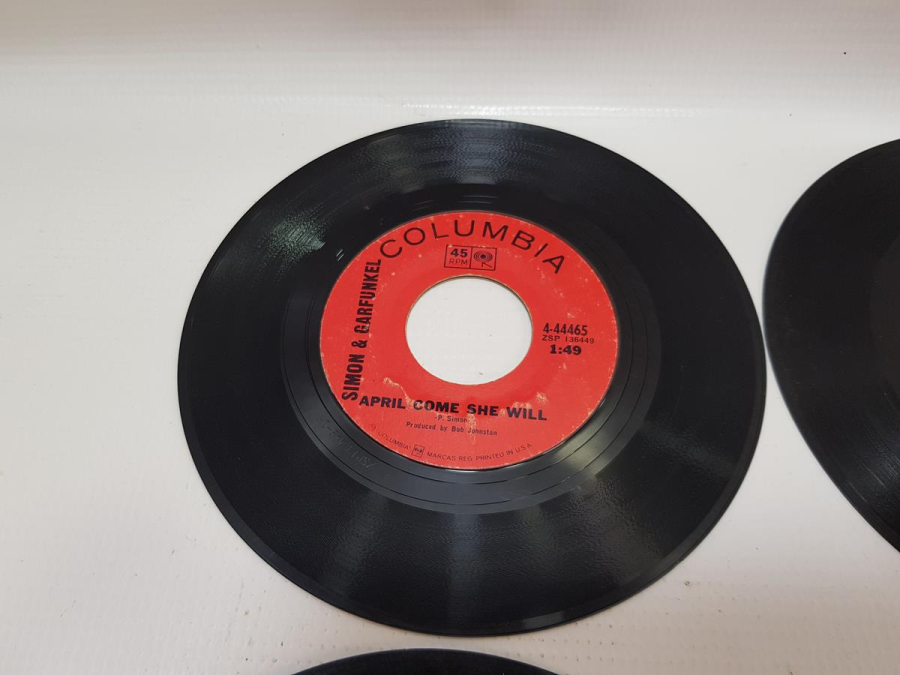 COLUMBIA
45
RPM
SIMON & GARFUNKEL
4-44465
ZSP 136449
1:49
APRIL COME SHE WILL
-P. Simon-
Produced by Bob Johnston
MARCAS REG. PRINTED IN U.S.A.